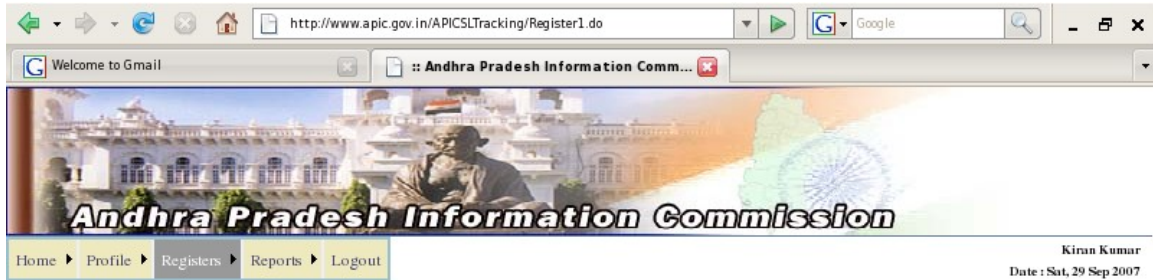 http://www.apic.gov.in/APICSLTracking/Register1.do
G Google
G Welcome to Gmail
:: Andhra Pradesh Information Comm...
Andhra Pradesh Information Commission
Home Profile Registers Reports Logout
Kiran Kumar
Date : Sat, 29 Sep 2007